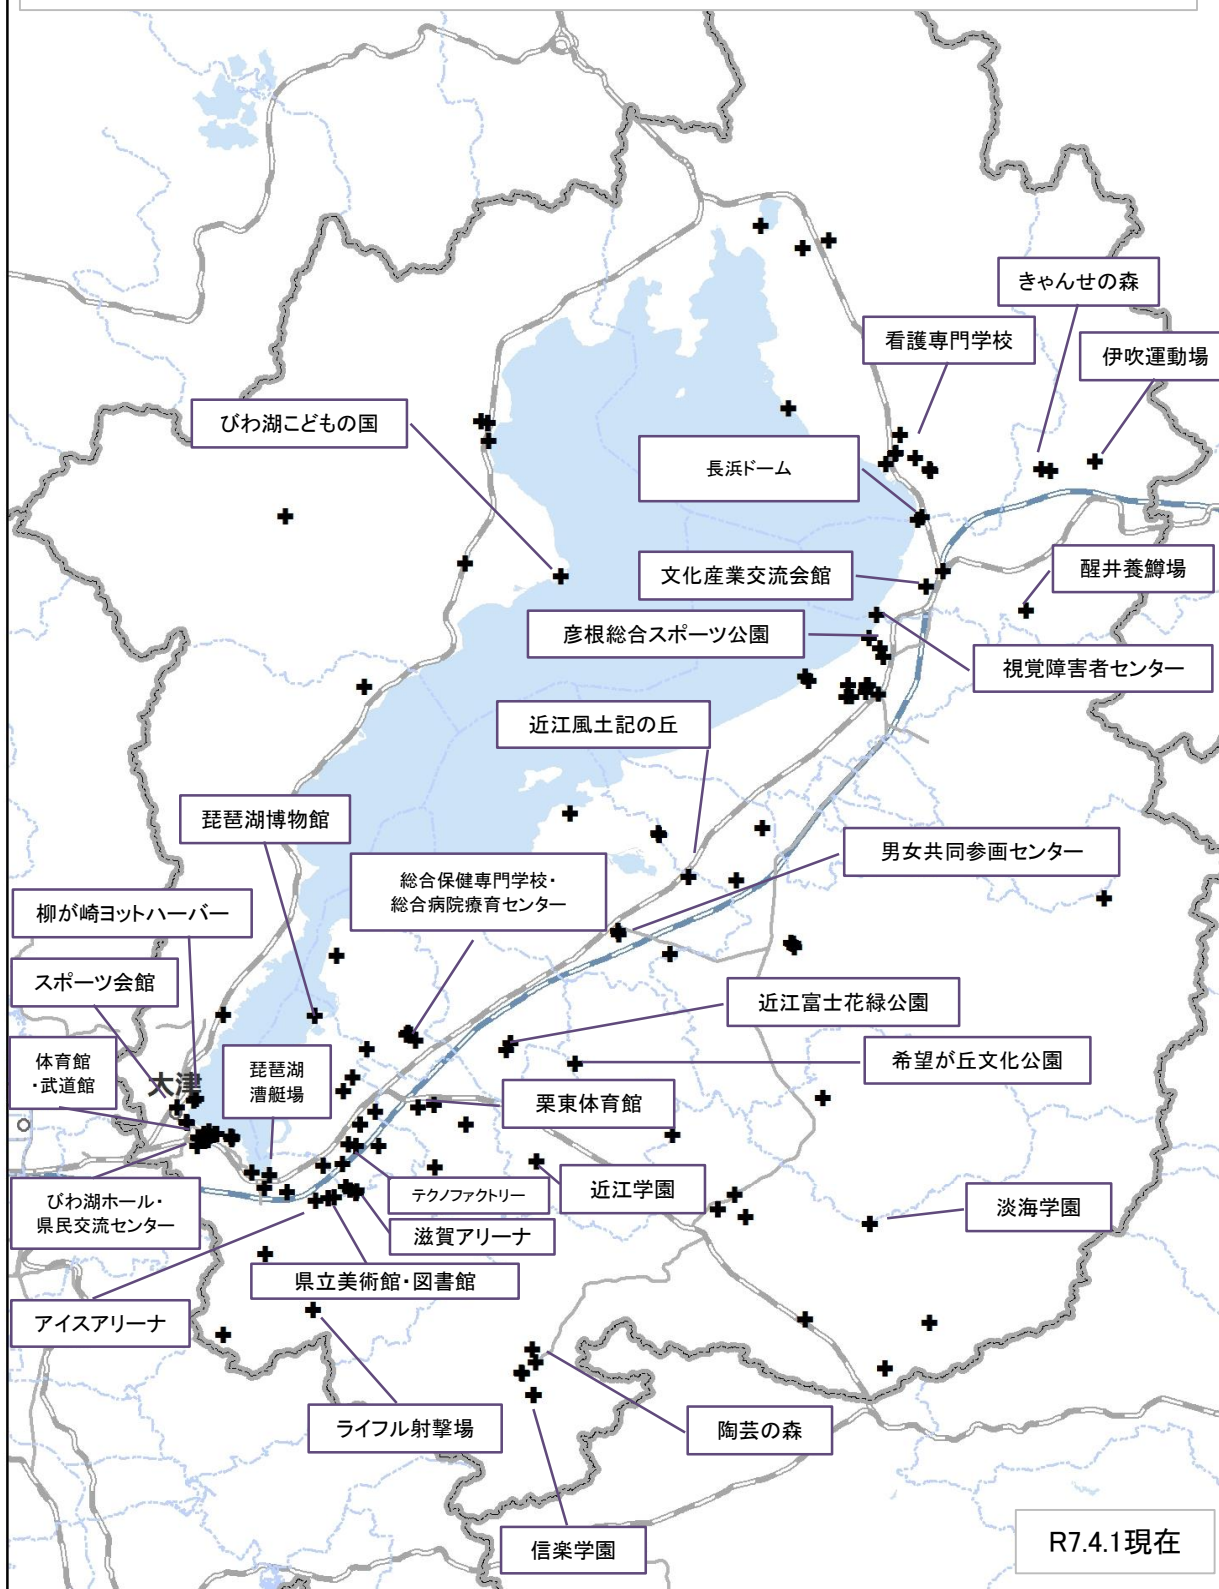 きゃんせの森
看護専門学校
伊吹運動場
びわ湖こどもの国
長浜ドーム
文化産業交流会館
醒井養鱒場
彦根総合スポーツ公園
視覚障害者センター
近江風土記の丘
琵琶湖博物館
男女共同参画センター
総合保健専門学校・
総合病院療育センター
柳が崎ヨットハーバー
スポーツ会館
近江富士花緑公園
体育館
・武道館
大津
琵琶湖
漕艇場
希望が丘文化公園
栗東体育館
びわ湖ホール・
県民交流センター
テクノファクトリー
近江学園
淡海学園
滋賀アリーナ
県立美術館・図書館
アイスアリーナ
ライフル射撃場
陶芸の森
信楽学園
R7.4.1現在